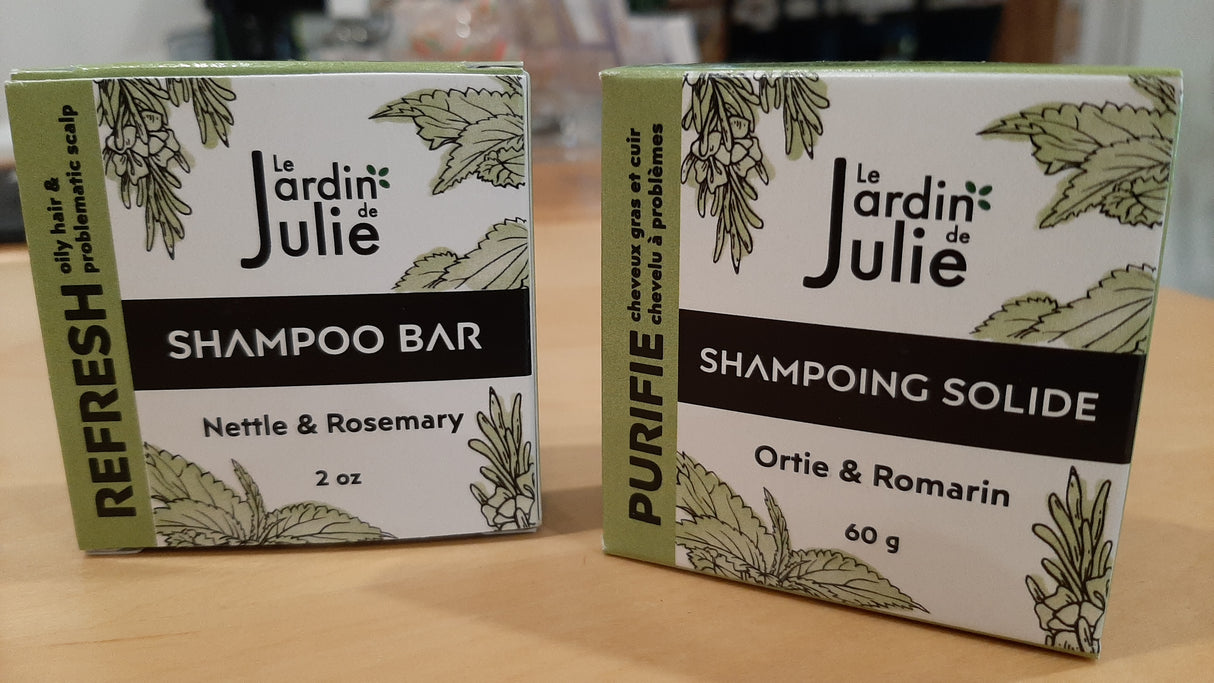 REFRESH
oily hair &
problematic scalp
Le
Jardin
de
Julie
SHAMPOO BAR
Nettle & Rosemary
2 oz
PURIFIE
cheveux gras et cuir
chevelu à problèmes
Le
Jardin
de
Julie
SHAMPOING SOLIDE
Ortie & Romarin
60 g